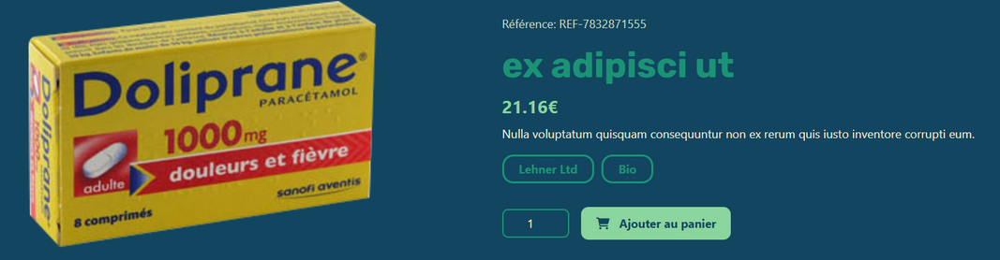 Doliprane®
PARACÉTAMOL
1000 mg
douleurs et fièvre
adulte
sanofi aventis
8 comprimés
Doliprane
1000
Référence: REF-7832871555
ex adipisci ut
21.16€
Nulla voluptatum quisquam consequuntur non ex rerum quis iusto inventore corrupti eum.
Lehner Ltd
Bio
1
Ajouter au panier